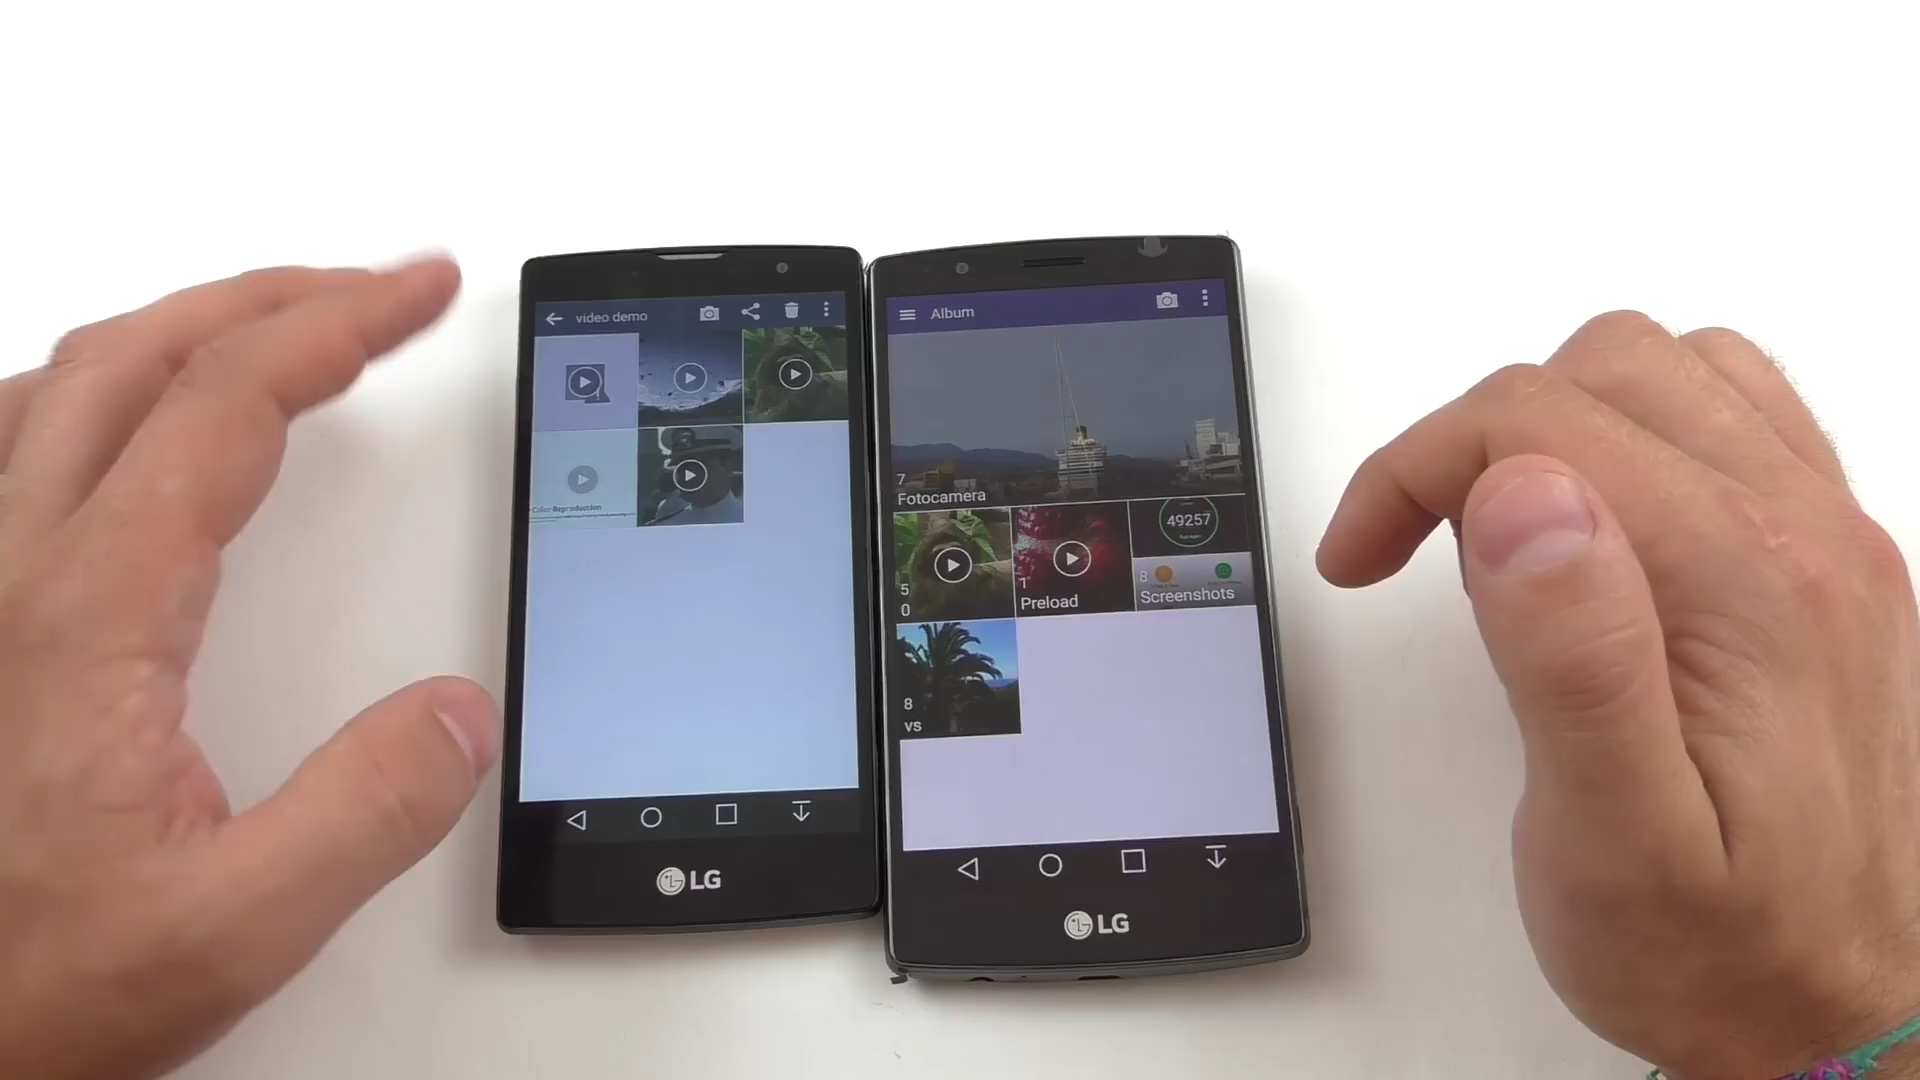 video demo
Color Reproduction
LG
Album
7
Fotocamera
49257
5
0
1
Preload
8
Screenshots
8
vs
LG